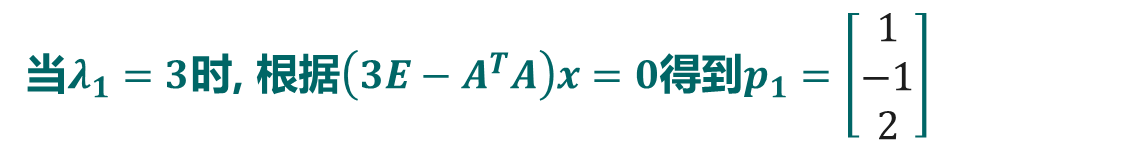 当λ₁ = 3时, 根据(3E − AᵀA)x = 0得到p₁ = [1 −1 2]